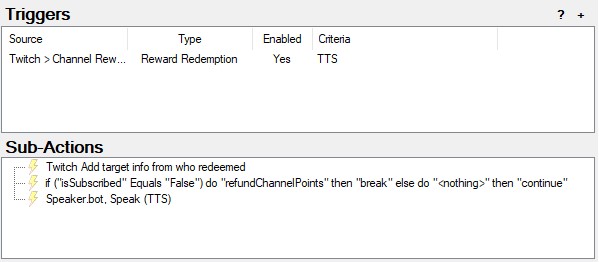 Triggers ? +
Source Type Enabled Criteria
Twitch > Channel Rew... Reward Redemption Yes TTS
Sub-Actions
Twitch Add target info from who redeemed
if ("isSubscribed" Equals "False") do "refundChannelPoints" then "break" else do "<nothing>" then "continue"
Speaker.bot, Speak (TTS)